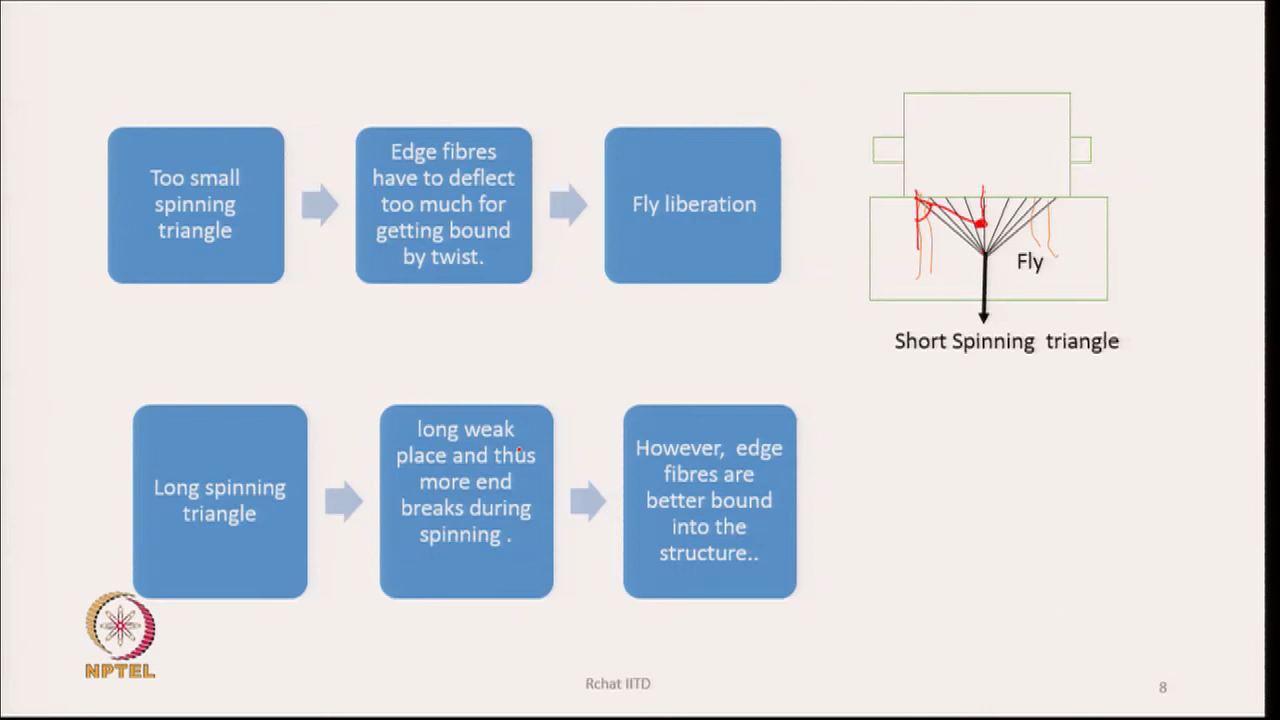 Too small
spinning
triangle
Edge fibres
have to deflect
too much for
getting bound
by twist.
Fly liberation
Fly
Short Spinning triangle
Long spinning
triangle
long weak
place and thus
more end
breaks during
spinning .
However, edge
fibres are
better bound
into the
structure..
NPTEL
Rchat IITD
8